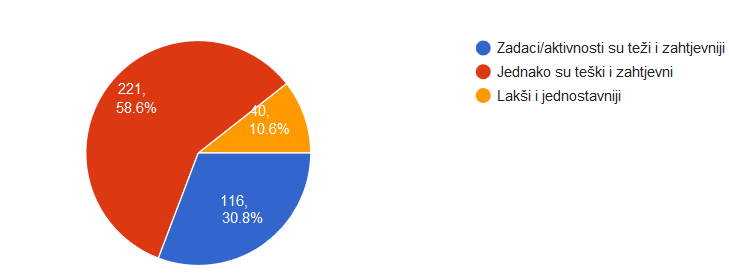 221,
58.6%
40,
10.6%
116,
30.8%
Zadaci/aktivnosti su teži i zahtjevniji
Jednako su teški i zahtjevni
Lakši i jednostavniji